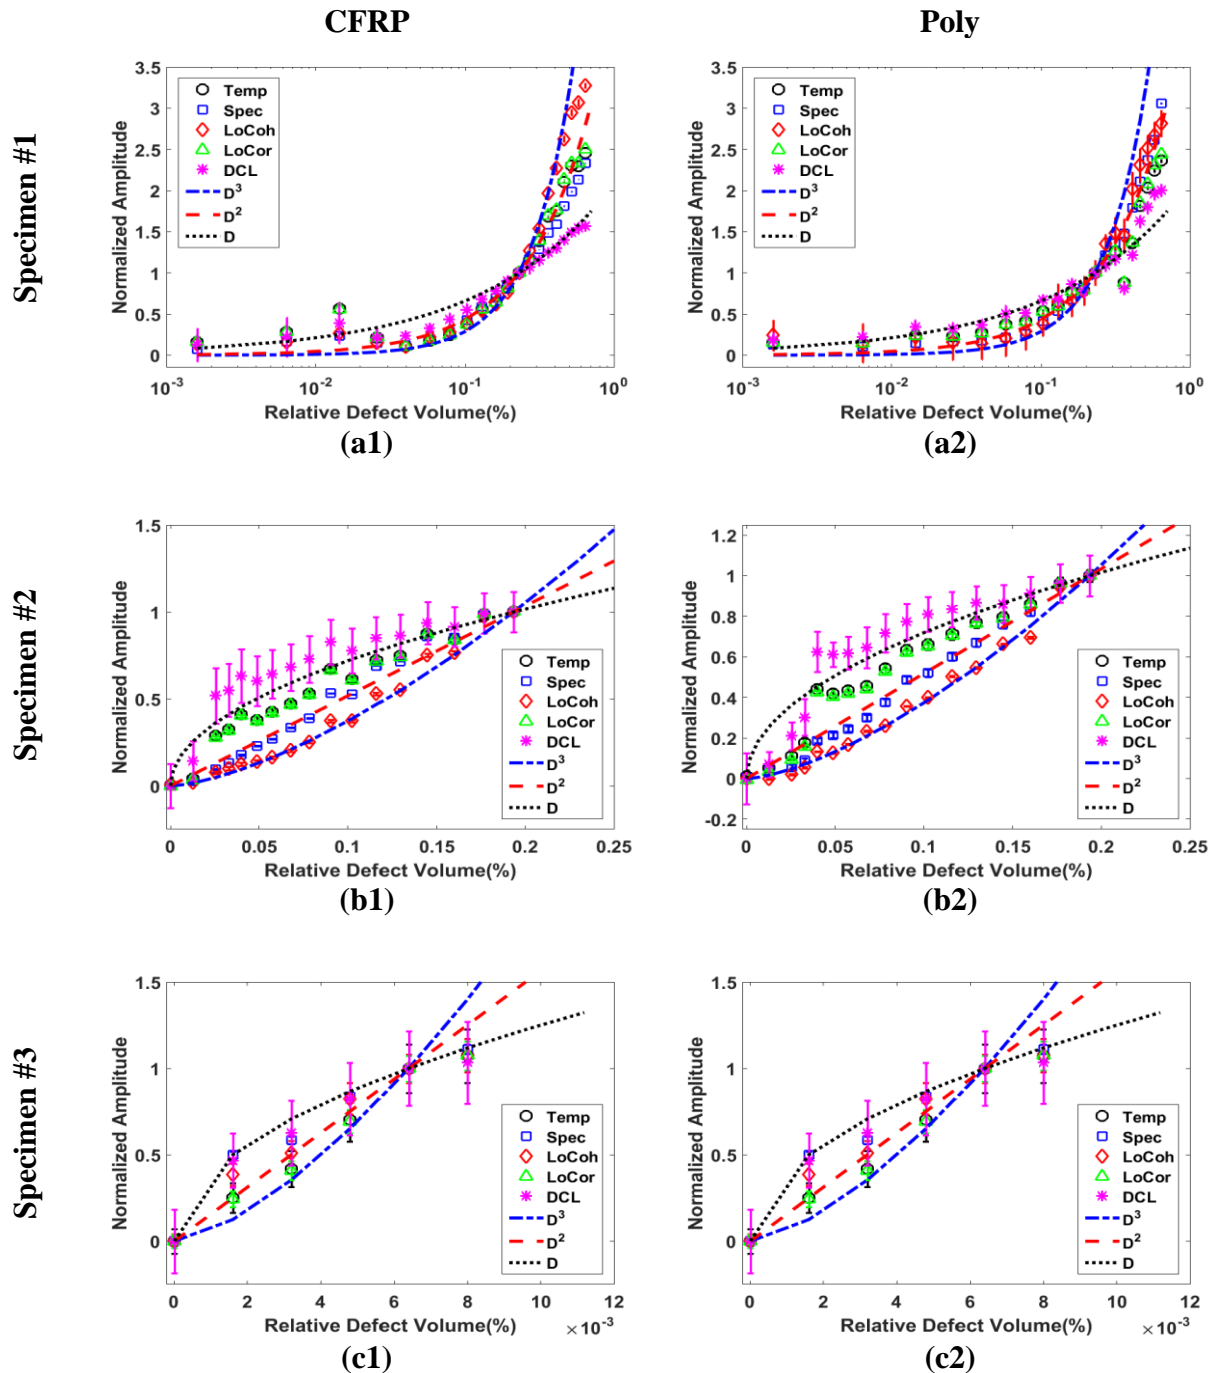 CFRP
Poly
Specimen #1
3.5
3
2.5
2
1.5
1
0.5
0
Normalized Amplitude
Temp
Spec
LoCoh
LoCor
DCL
D³
D²
D
10⁻³
10⁻²
10⁻¹
10⁰
Relative Defect Volume(%)
(a1)
3.5
3
2.5
2
1.5
1
0.5
0
Normalized Amplitude
Temp
Spec
LoCoh
LoCor
DCL
D³
D²
D
10⁻³
10⁻²
10⁻¹
10⁰
Relative Defect Volume(%)
(a2)
Specimen #2
1.5
1
0.5
0
Normalized Amplitude
Temp
Spec
LoCoh
LoCor
DCL
D³
D²
D
0
0.05
0.1
0.15
0.2
0.25
Relative Defect Volume(%)
(b1)
1.2
1
0.8
0.6
0.4
0.2
0
-0.2
Normalized Amplitude
Temp
Spec
LoCoh
LoCor
DCL
D³
D²
D
0
0.05
0.1
0.15
0.2
0.25
Relative Defect Volume(%)
(b2)
Specimen #3
1.5
1
0.5
0
Normalized Amplitude
Temp
Spec
LoCoh
LoCor
DCL
D³
D²
D
0
2
4
6
8
10
12
Relative Defect Volume(%)
×10⁻³
(c1)
1.5
1
0.5
0
Normalized Amplitude
Temp
Spec
LoCoh
LoCor
DCL
D³
D²
D
0
2
4
6
8
10
12
Relative Defect Volume(%)
×10⁻³
(c2)